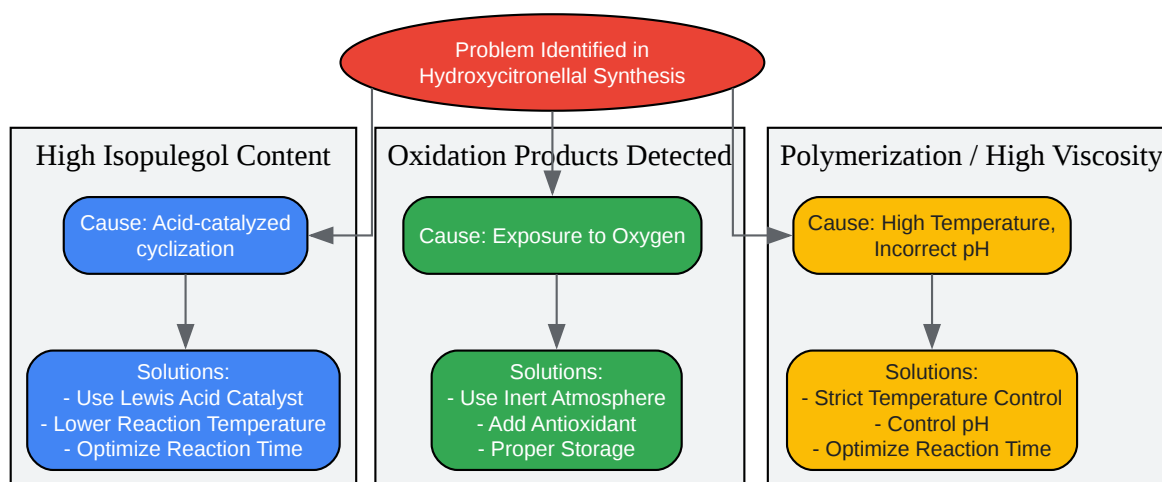 Problem Identified in
Hydroxycitronellal Synthesis
High Isopulegol Content
Cause: Acid-catalyzed
cyclization
Solutions:
- Use Lewis Acid Catalyst
- Lower Reaction Temperature
- Optimize Reaction Time
Oxidation Products Detected
Cause: Exposure to Oxygen
Solutions:
- Use Inert Atmosphere
- Add Antioxidant
- Proper Storage
Polymerization / High Viscosity
Cause: High Temperature,
Incorrect pH
Solutions:
- Strict Temperature Control
- Control pH
- Optimize Reaction Time